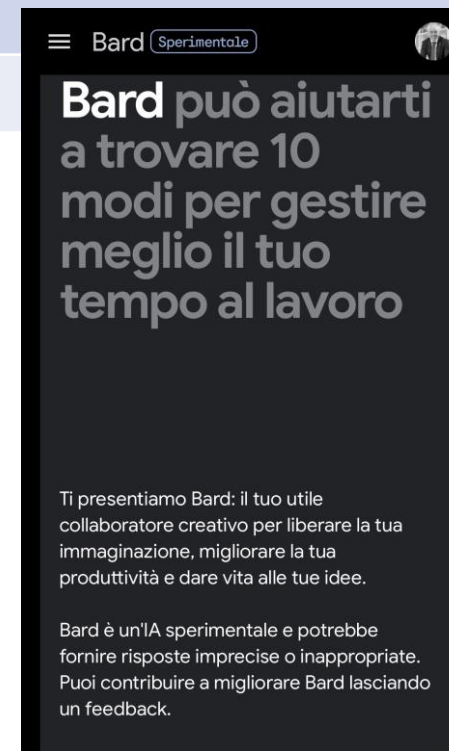 Bard Sperimentale
Bard può aiutarti
a trovare 10
modi per gestire
meglio il tuo
tempo al lavoro
Ti presentiamo Bard: il tuo utile
collaboratore creativo per liberare la tua
immaginazione, migliorare la tua
produttività e dare vita alle tue idee.
Bard è un'IA sperimentale e potrebbe
fornire risposte imprecise o inappropriate.
Puoi contribuire a migliorare Bard lasciando
un feedback.